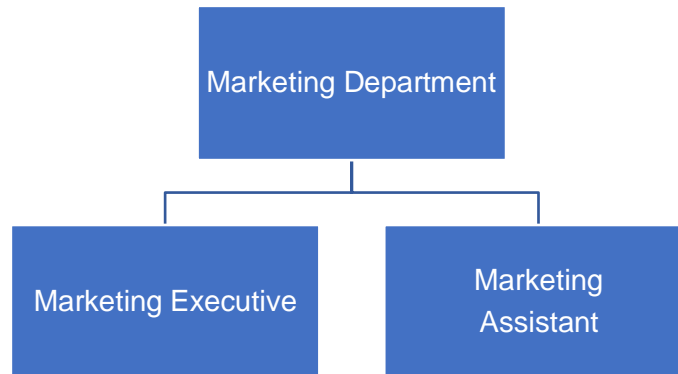 Marketing Department
Marketing Executive
Marketing
Assistant